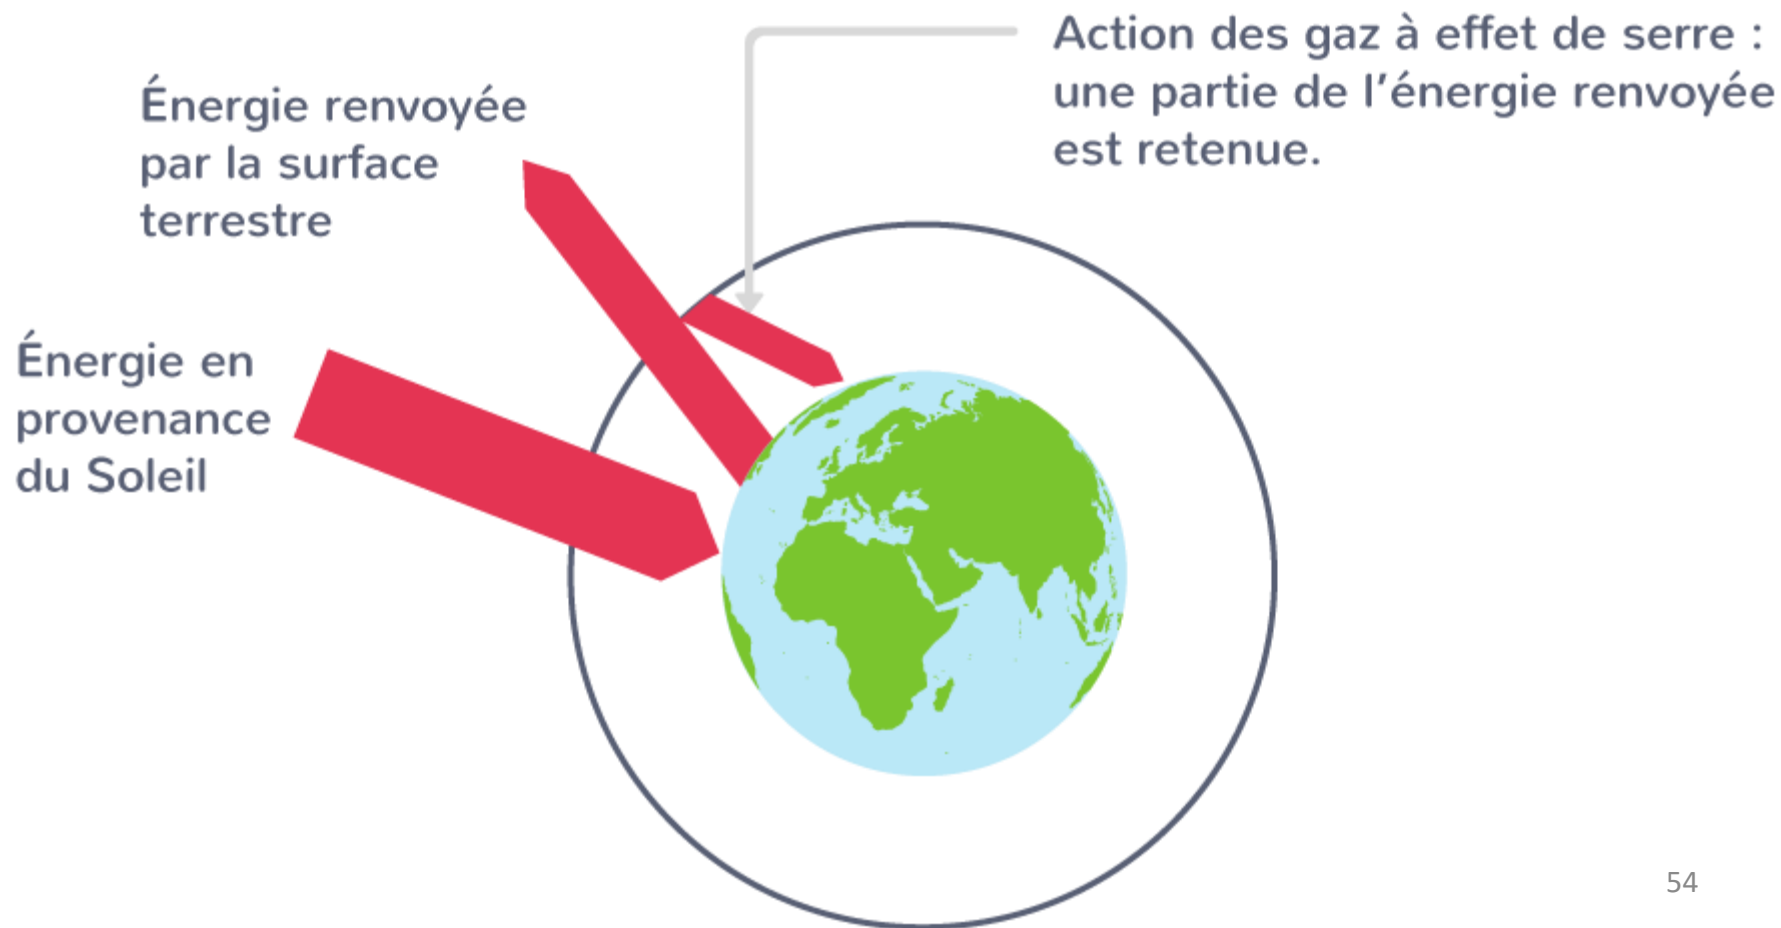 Action des gaz à effet de serre :
une partie de l'énergie renvoyée
est retenue.
Énergie renvoyée
par la surface
terrestre
Énergie en
provenance
du Soleil
54